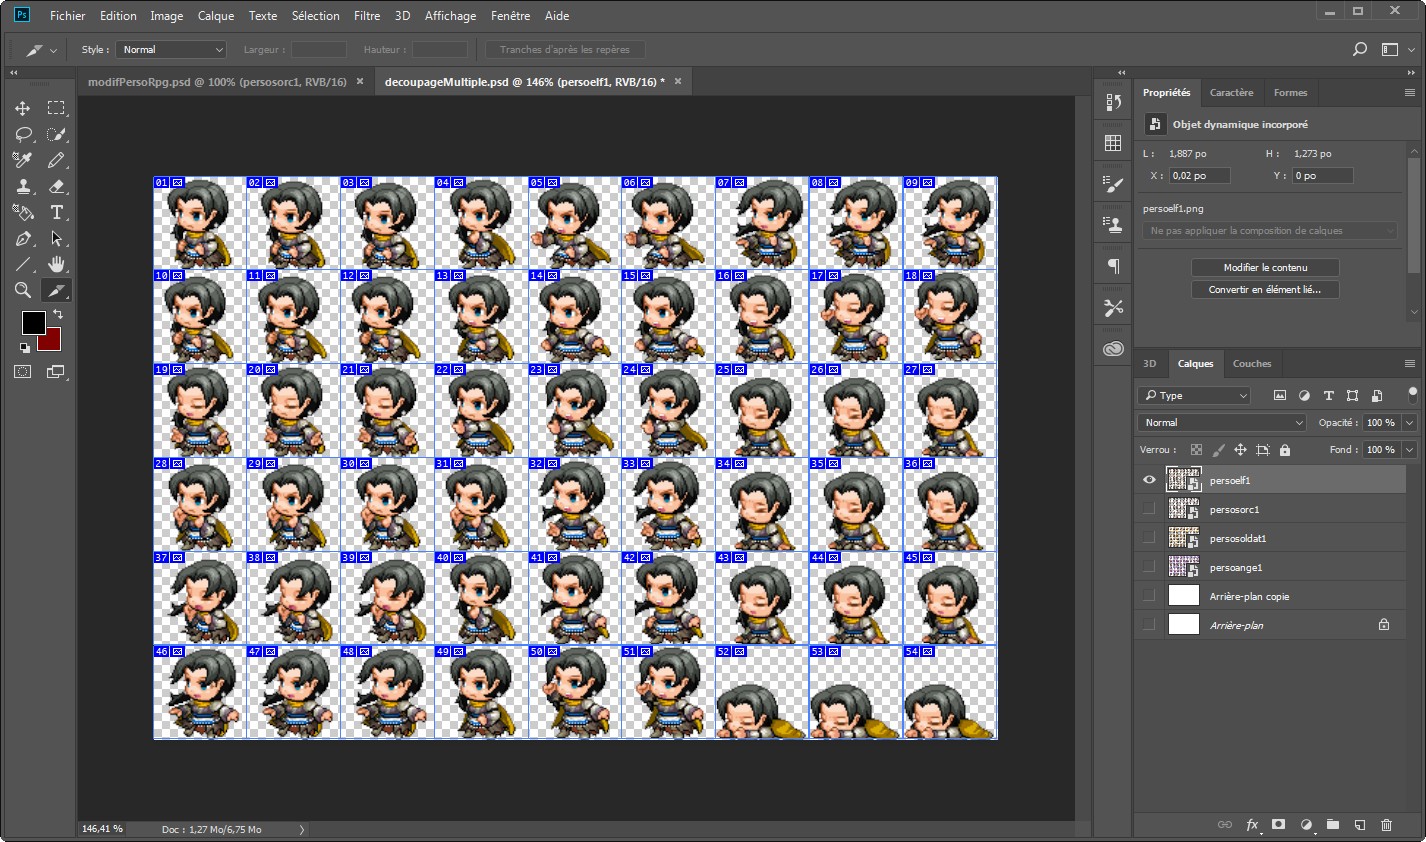 Ps Fichier Edition Image Calque Texte Sélection Filtre 3D Affichage Fenêtre Aide
Style : Normal Largeur : Hauteur : Tranches d'après les repères
modifPersoRpg.psd @ 100% (persosorc1, RVB/16) × decoupageMultiple.psd @ 146% (persoelf1, RVB/16) * ×
01 02 03 04 05 06 07 08 09
10 11 12 13 14 15 16 17 18
19 20 21 22 23 24 25 26 27
28 29 30 31 32 33 34 35 36
37 38 39 40 41 42 43 44 45
46 47 48 49 50 51 52 53 54
146,41 % Doc : 1,27 Mo/6,75 Mo
Propriétés Caractère Formes
Objet dynamique incorporé
L : 1,887 po H : 1,273 po
X : 0,02 po Y : 0 po
persoelf1.png
Ne pas appliquer la composition de calques
Modifier le contenu
Convertir en élément lié...
3D Calques Couches
Type
Normal Opacité : 100 %
Verrou : Fond : 100 %
persoelf1
persosorc1
persosoldat1
persoange1
Arrière-plan copie
Arrière-plan
fx